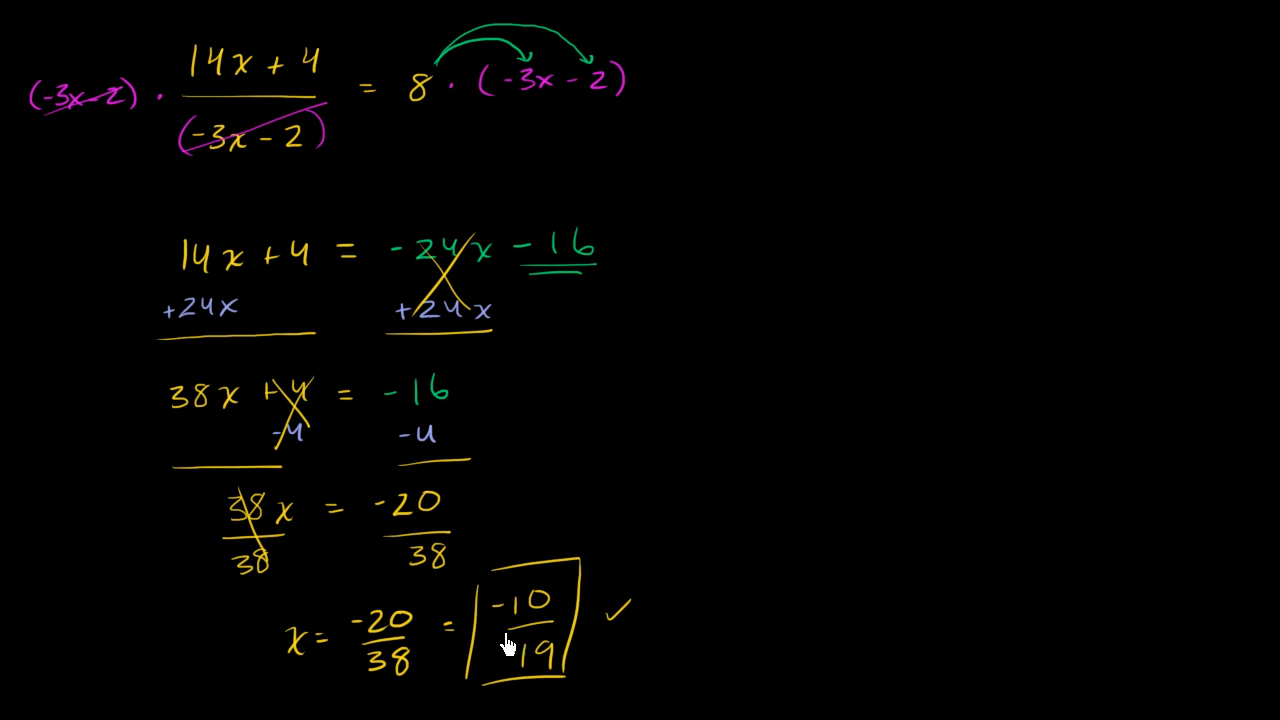 (-3x-2) · (14x + 4)/(-3x - 2) = 8 · (-3x - 2)
14x + 4 = -24x - 16
+24x +24x
38x + 4 = -16
-4 -4
38x/38 = -20/38
x = -20/38 = -10/19 ✓